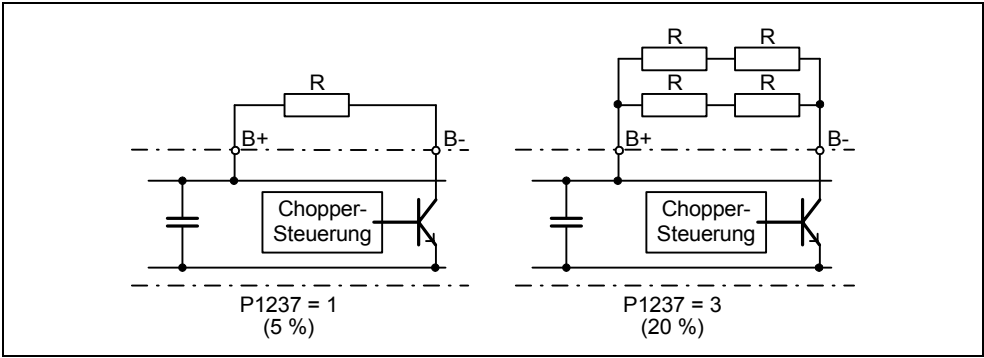 R
B+
B-
Chopper-
Steuerung
P1237 = 1
(5 %)
R R
R R
B+
B-
Chopper-
Steuerung
P1237 = 3
(20 %)